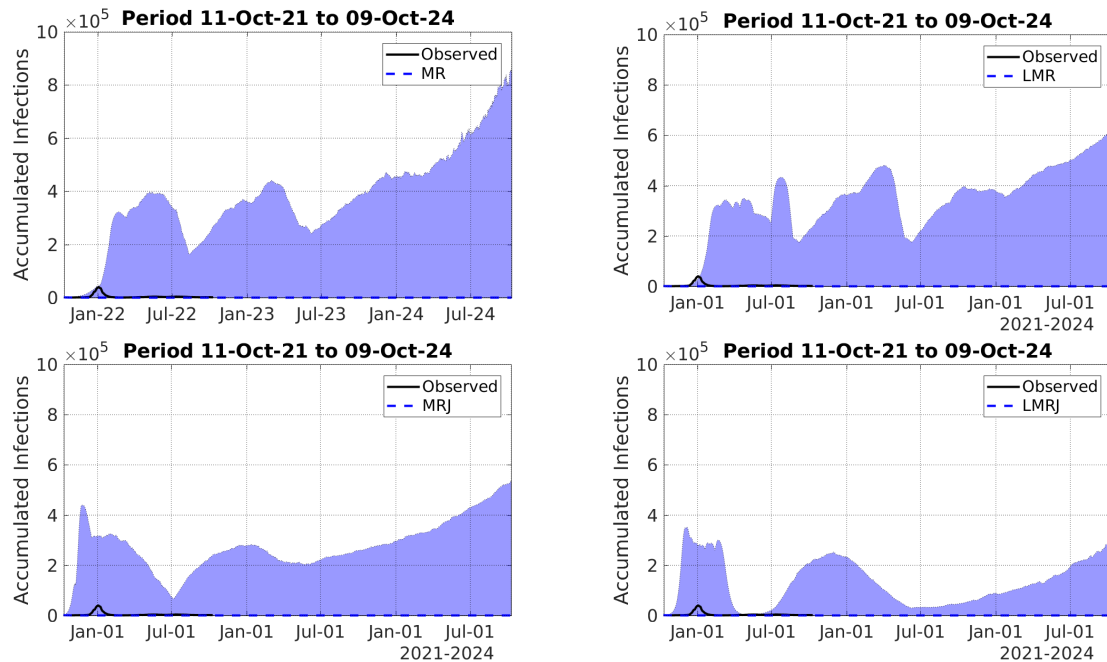 ×10^5 Period 11-Oct-21 to 09-Oct-24
Accumulated Infections
10
8
6
4
2
0
Observed
MR
Jan-22 Jul-22 Jan-23 Jul-23 Jan-24 Jul-24
×10^5 Period 11-Oct-21 to 09-Oct-24
Accumulated Infections
10
8
6
4
2
0
Observed
LMR
Jan-01 Jul-01 Jan-01 Jul-01 Jan-01 Jul-01
2021-2024
×10^5 Period 11-Oct-21 to 09-Oct-24
Accumulated Infections
10
8
6
4
2
0
Observed
MRJ
Jan-01 Jul-01 Jan-01 Jul-01 Jan-01 Jul-01
2021-2024
×10^5 Period 11-Oct-21 to 09-Oct-24
Accumulated Infections
10
8
6
4
2
0
Observed
LMRJ
Jan-01 Jul-01 Jan-01 Jul-01 Jan-01 Jul-01
2021-2024